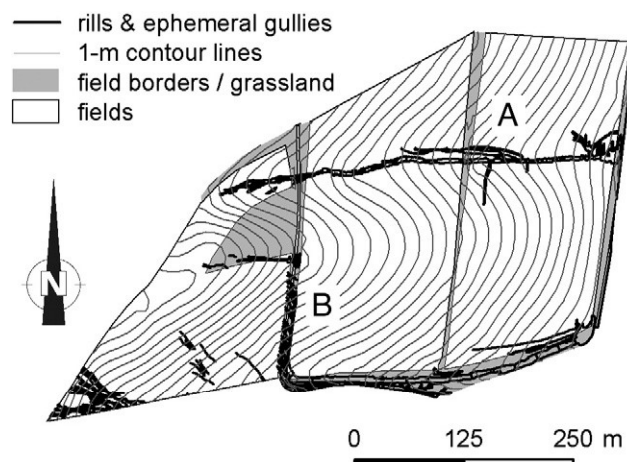 rills & ephemeral gullies
1-m contour lines
field borders / grassland
fields
A
N
B
0 125 250 m